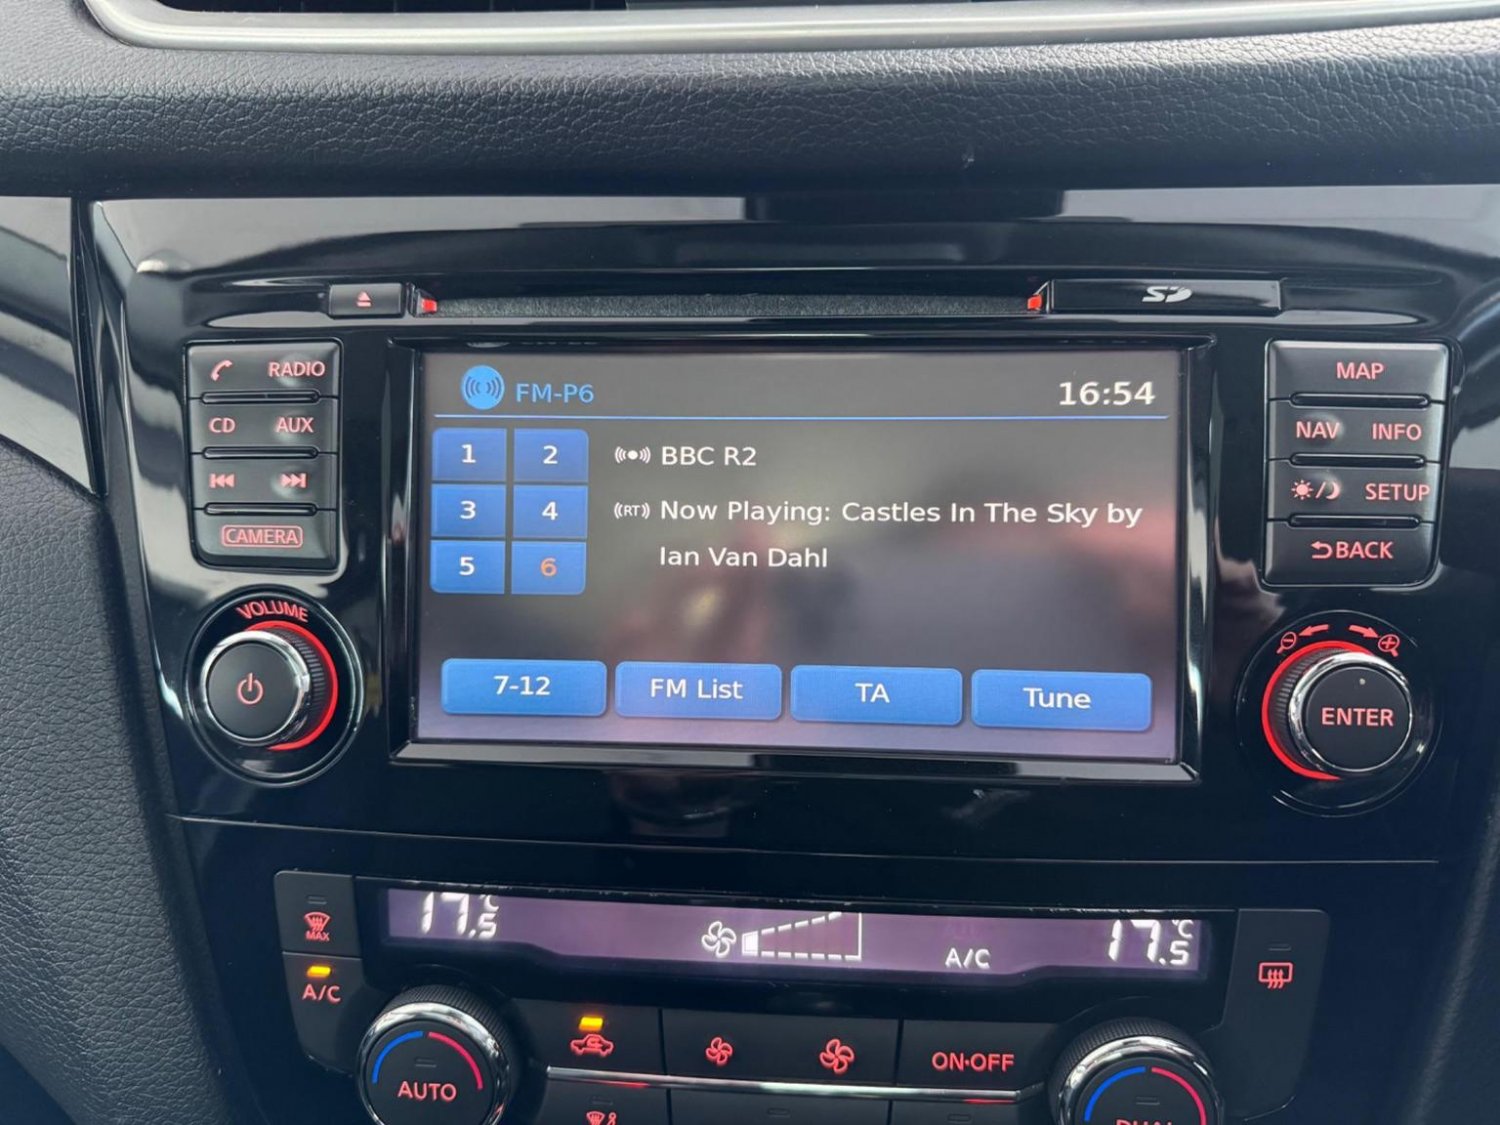 SD
RADIO
CD AUX
CAMERA
VOLUME
FM-P6
16:54
1 2
3 4
5 6
BBC R2
((RT)) Now Playing: Castles In The Sky by
Ian Van Dahl
7-12 FM List TA Tune
MAP
NAV INFO
SETUP
BACK
ENTER
MAX
A/C
17.5°C
A/C
17.5°C
AUTO
ON•OFF
DUAL